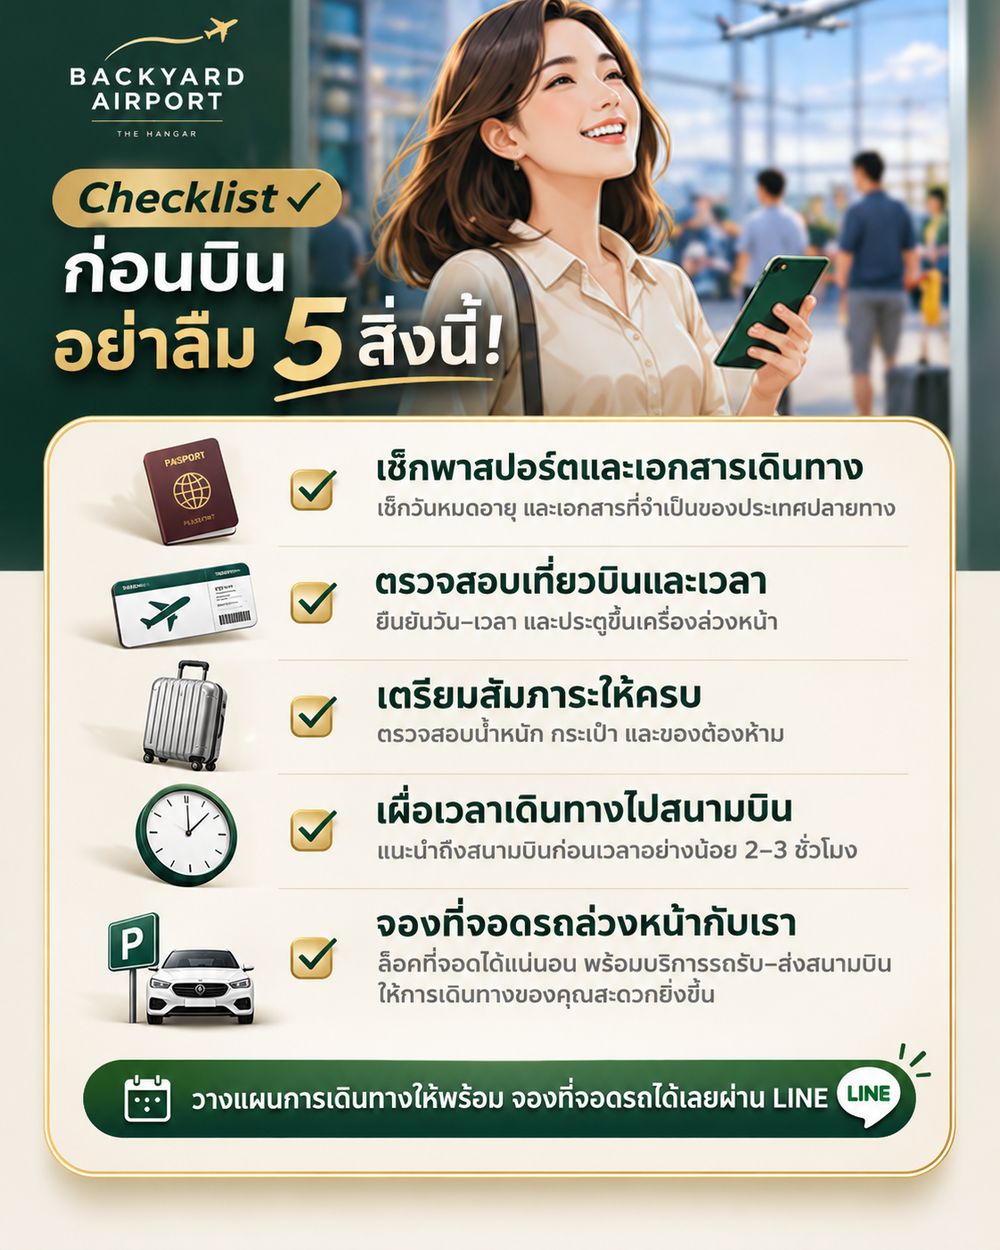 BACKYARD
AIRPORT
THE HANGAR
Checklist
ก่อนบิน
อย่าลืม 5 สิ่งนี้!
PASSPORT
เช็กพาสปอร์ตและเอกสารเดินทาง
เช็กวันหมดอายุ และเอกสารที่จำเป็นของประเทศปลายทาง
ตรวจสอบเที่ยวบินและเวลา
ยืนยันวัน–เวลา และประตูขึ้นเครื่องล่วงหน้า
เตรียมสัมภาระให้ครบ
ตรวจสอบน้ำหนัก กระเป๋า และของต้องห้าม
เผื่อเวลาเดินทางไปสนามบิน
แนะนำถึงสนามบินก่อนเวลาอย่างน้อย 2–3 ชั่วโมง
P
จองที่จอดรถล่วงหน้ากับเรา
ล็อคที่จอดได้แน่นอน พร้อมบริการรถรับ–ส่งสนามบิน
ให้การเดินทางของคุณสะดวกยิ่งขึ้น
วางแผนการเดินทางให้พร้อม จองที่จอดรถได้เลยผ่าน LINE
LINE